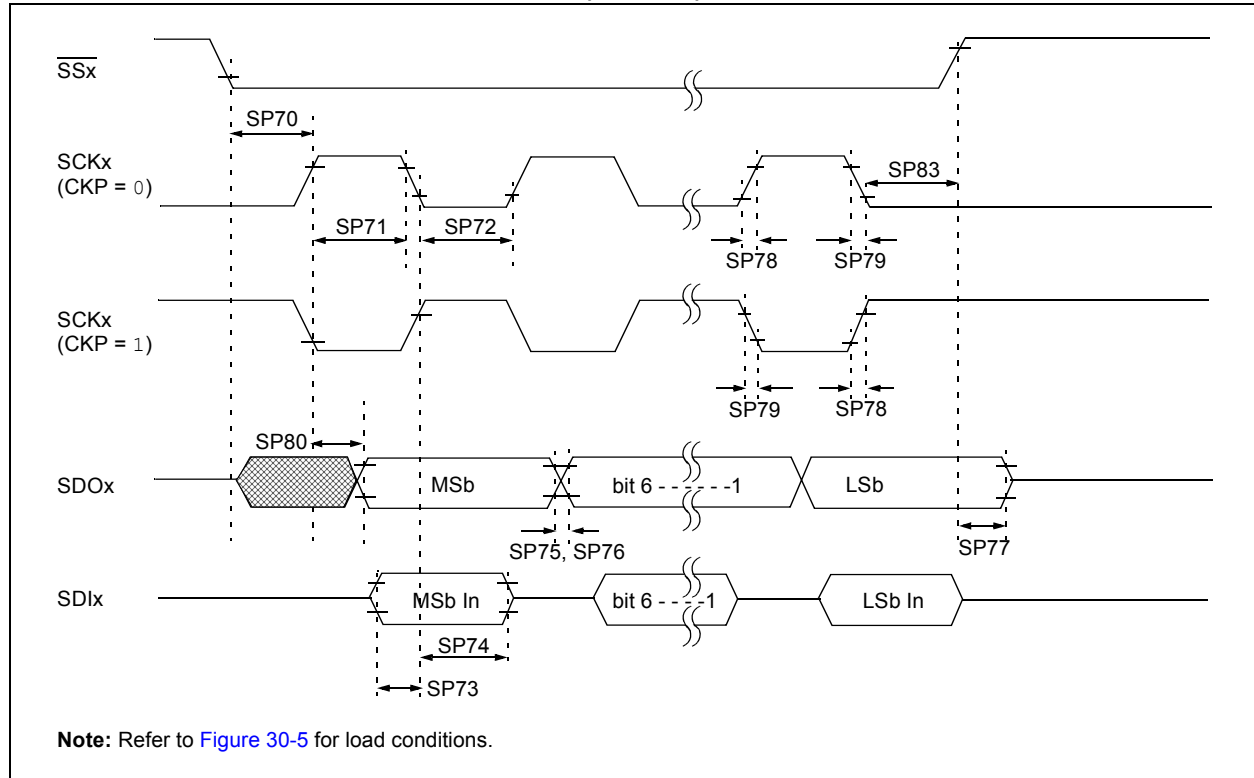 SSx
SP70
SCKx
(CKP = 0)
SP83
SP71
SP72
SP78
SP79
SCKx
(CKP = 1)
SP79
SP78
SP80
SDOx
MSb
bit 6 - - - - - -1
LSb
SP75, SP76
SP77
SDIx
MSb In
bit 6 - - - -1
LSb In
SP74
SP73
Note: Refer to Figure 30-5 for load conditions.